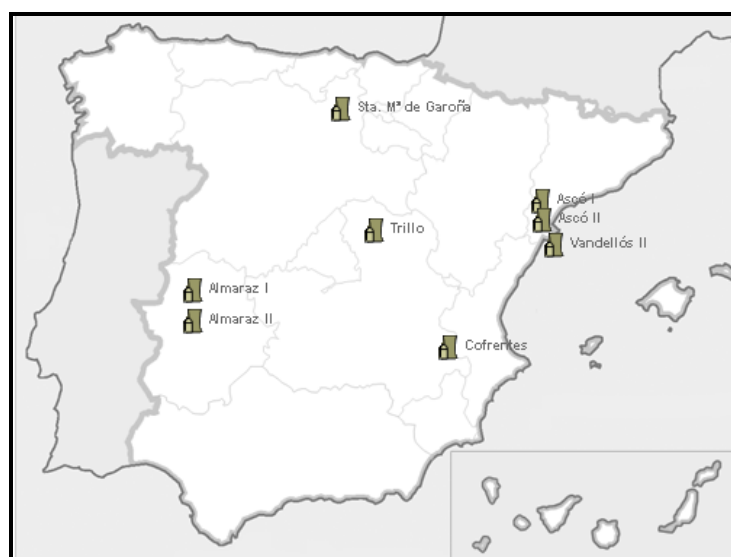 Sta. Mª de Garoña
Ascó I
Ascó II
Trillo
Vandellós II
Almaraz I
Almaraz II
Cofrentes